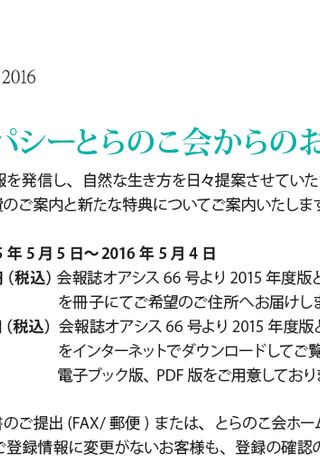 2016
パシーとらのこ会からのお
報を発信し、自然な生き方を日々提案させていた
費のご案内と新たな特典についてご案内いたします
5 年 5 月 5 日〜 2016 年 5 月 4 日
円（税込）会報誌オアシス 66 号より 2015 年度版と
を冊子にてご希望のご住所へお届けしま
円（税込）会報誌オアシス 66 号より 2015 年度版と
をインターネットでダウンロードしてご覧
電子ブック版、PDF 版をご用意しており
書のご提出 (FAX/ 郵便 ) または、とらのこ会ホーム
ご登録情報に変更がないお客様も、登録の確認の